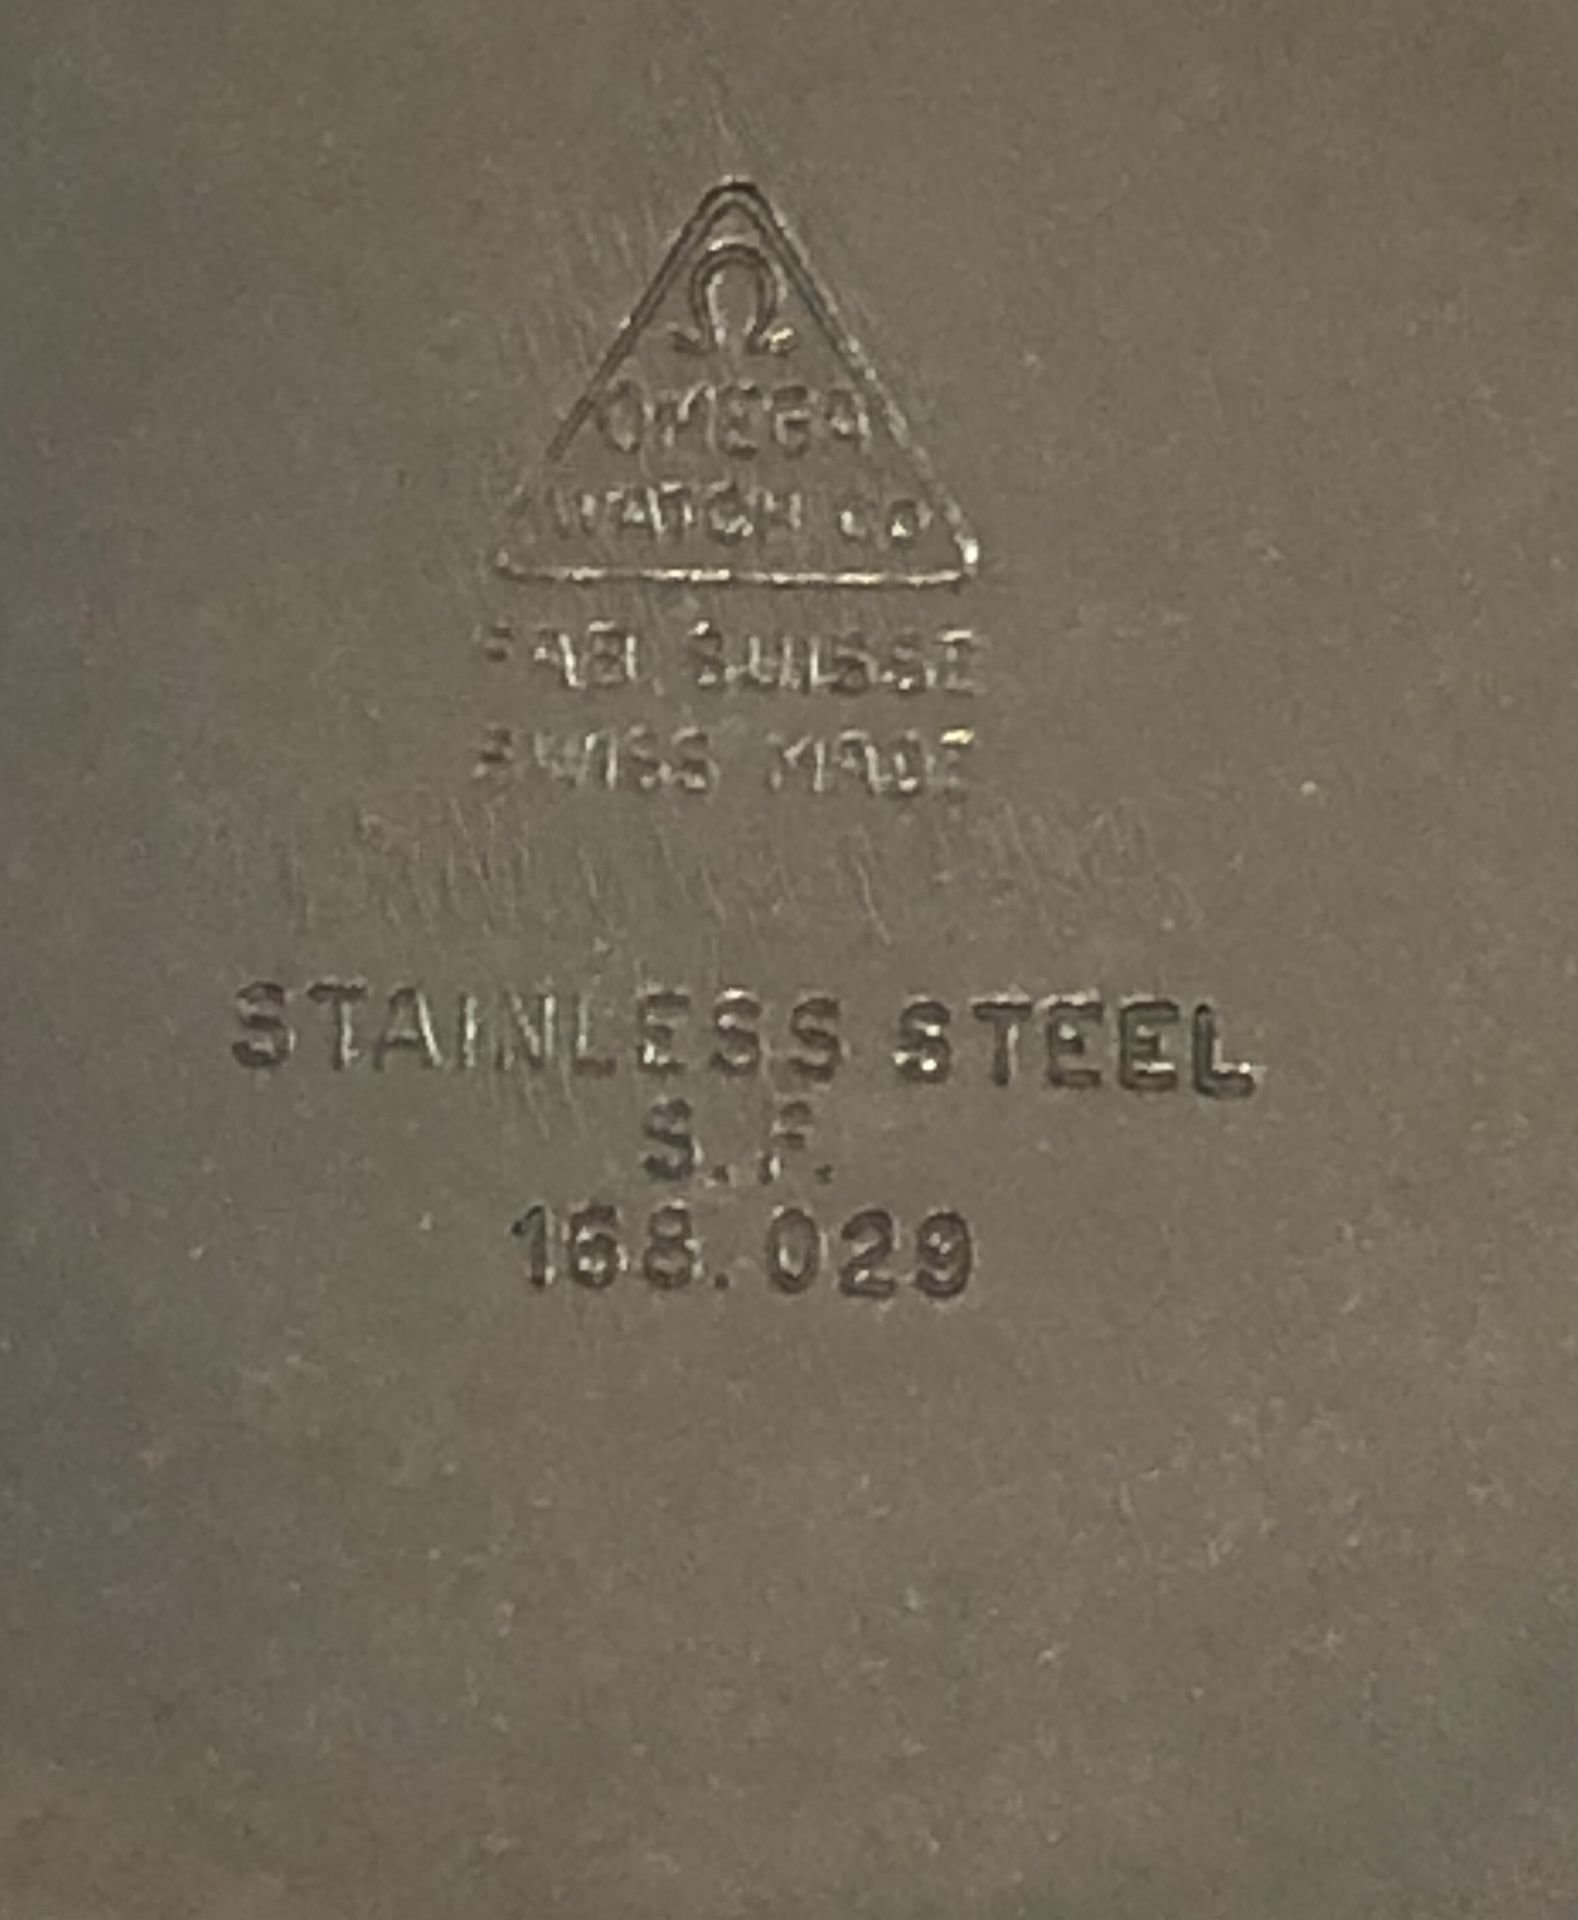 Ω
OMEGA
WATCH Co
FAB. SUISSE
SWISS MADE
STAINLESS STEEL
S. F.
168.029